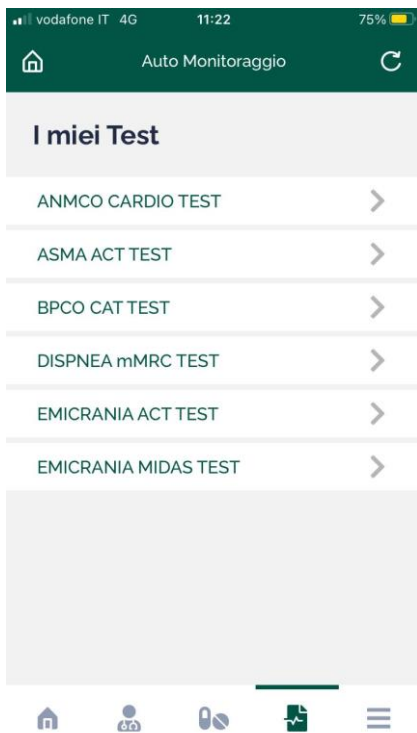 vodafone IT 4G 11:22 75%
Auto Monitoraggio
I miei Test
ANMCO CARDIO TEST
ASMA ACT TEST
BPCO CAT TEST
DISPNEA mMRC TEST
EMICRANIA ACT TEST
EMICRANIA MIDAS TEST